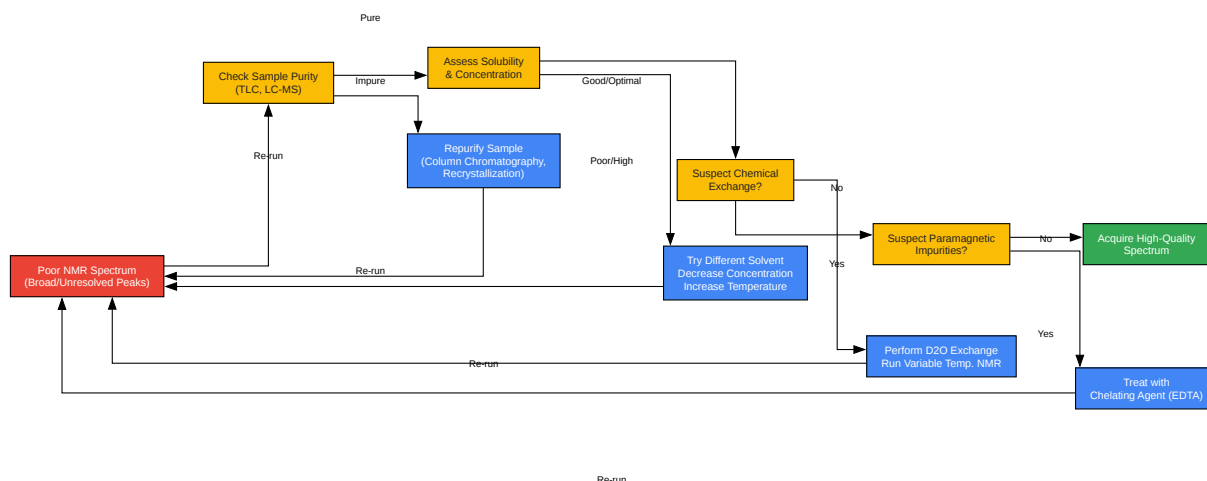 Pure
Assess Solubility
& Concentration
Check Sample Purity
(TLC, LC-MS)
Impure
Good/Optimal
Repurify Sample
(Column Chromatography,
Recrystallization)
Re-run
Poor/High
Suspect Chemical
Exchange?
No
Suspect Paramagnetic
Impurities?
No
Acquire High-Quality
Spectrum
Poor NMR Spectrum
(Broad/Unresolved Peaks)
Re-run
Try Different Solvent
Decrease Concentration
Increase Temperature
Yes
Yes
Perform D2O Exchange
Run Variable Temp. NMR
Re-run
Treat with
Chelating Agent (EDTA)
Re-run